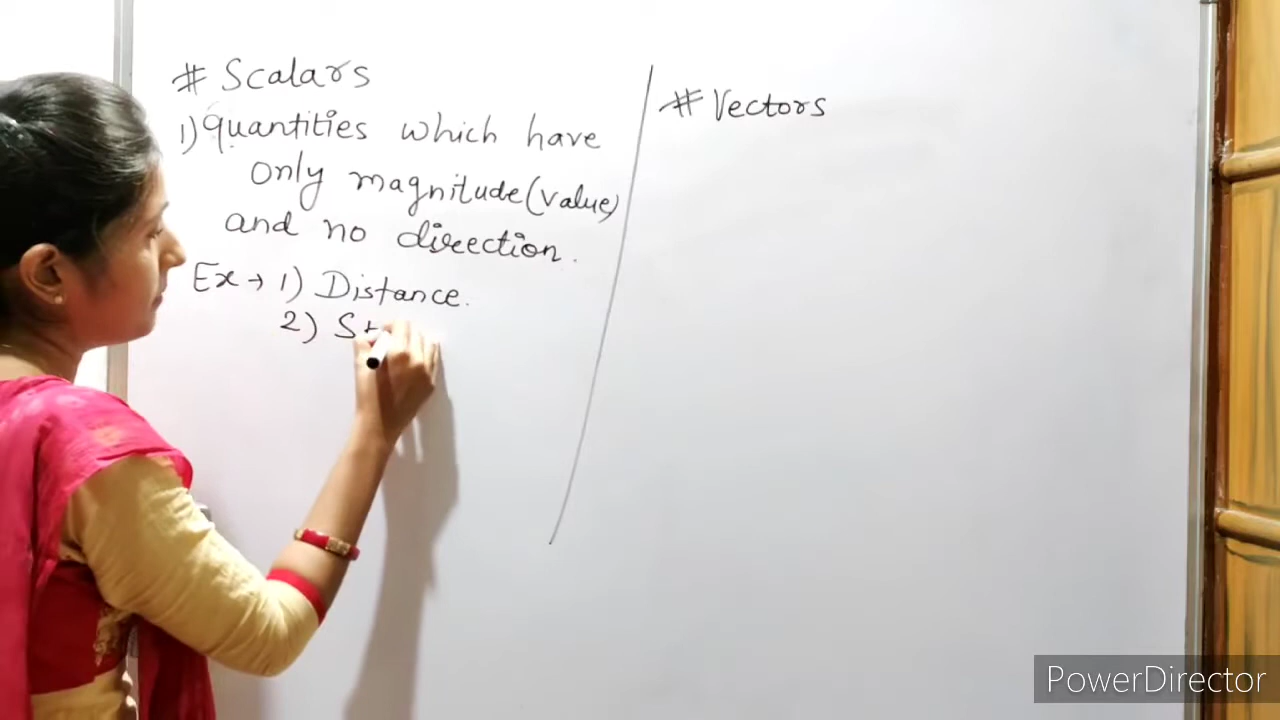 # Scalars
1) Quantities which have
only magnitude (value)
and no direction.
Ex → 1) Distance.
2) S
# Vectors
PowerDirector